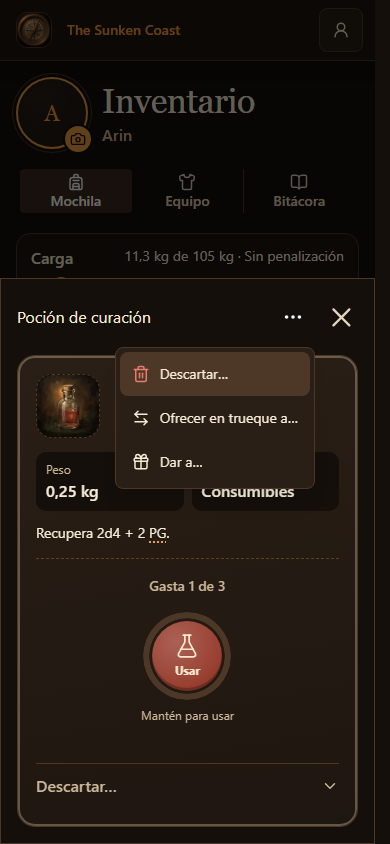 The Sunken Coast
A
Inventario
Arin
Mochila
Equipo
Bitácora
Carga
11,3 kg de 105 kg · Sin penalización
Poción de curación
Descartar...
Ofrecer en trueque a...
Dar a...
Peso
0,25 kg
Consumibles
Recupera 2d4 + 2 PG.
Gasta 1 de 3
Usar
Mantén para usar
Descartar...